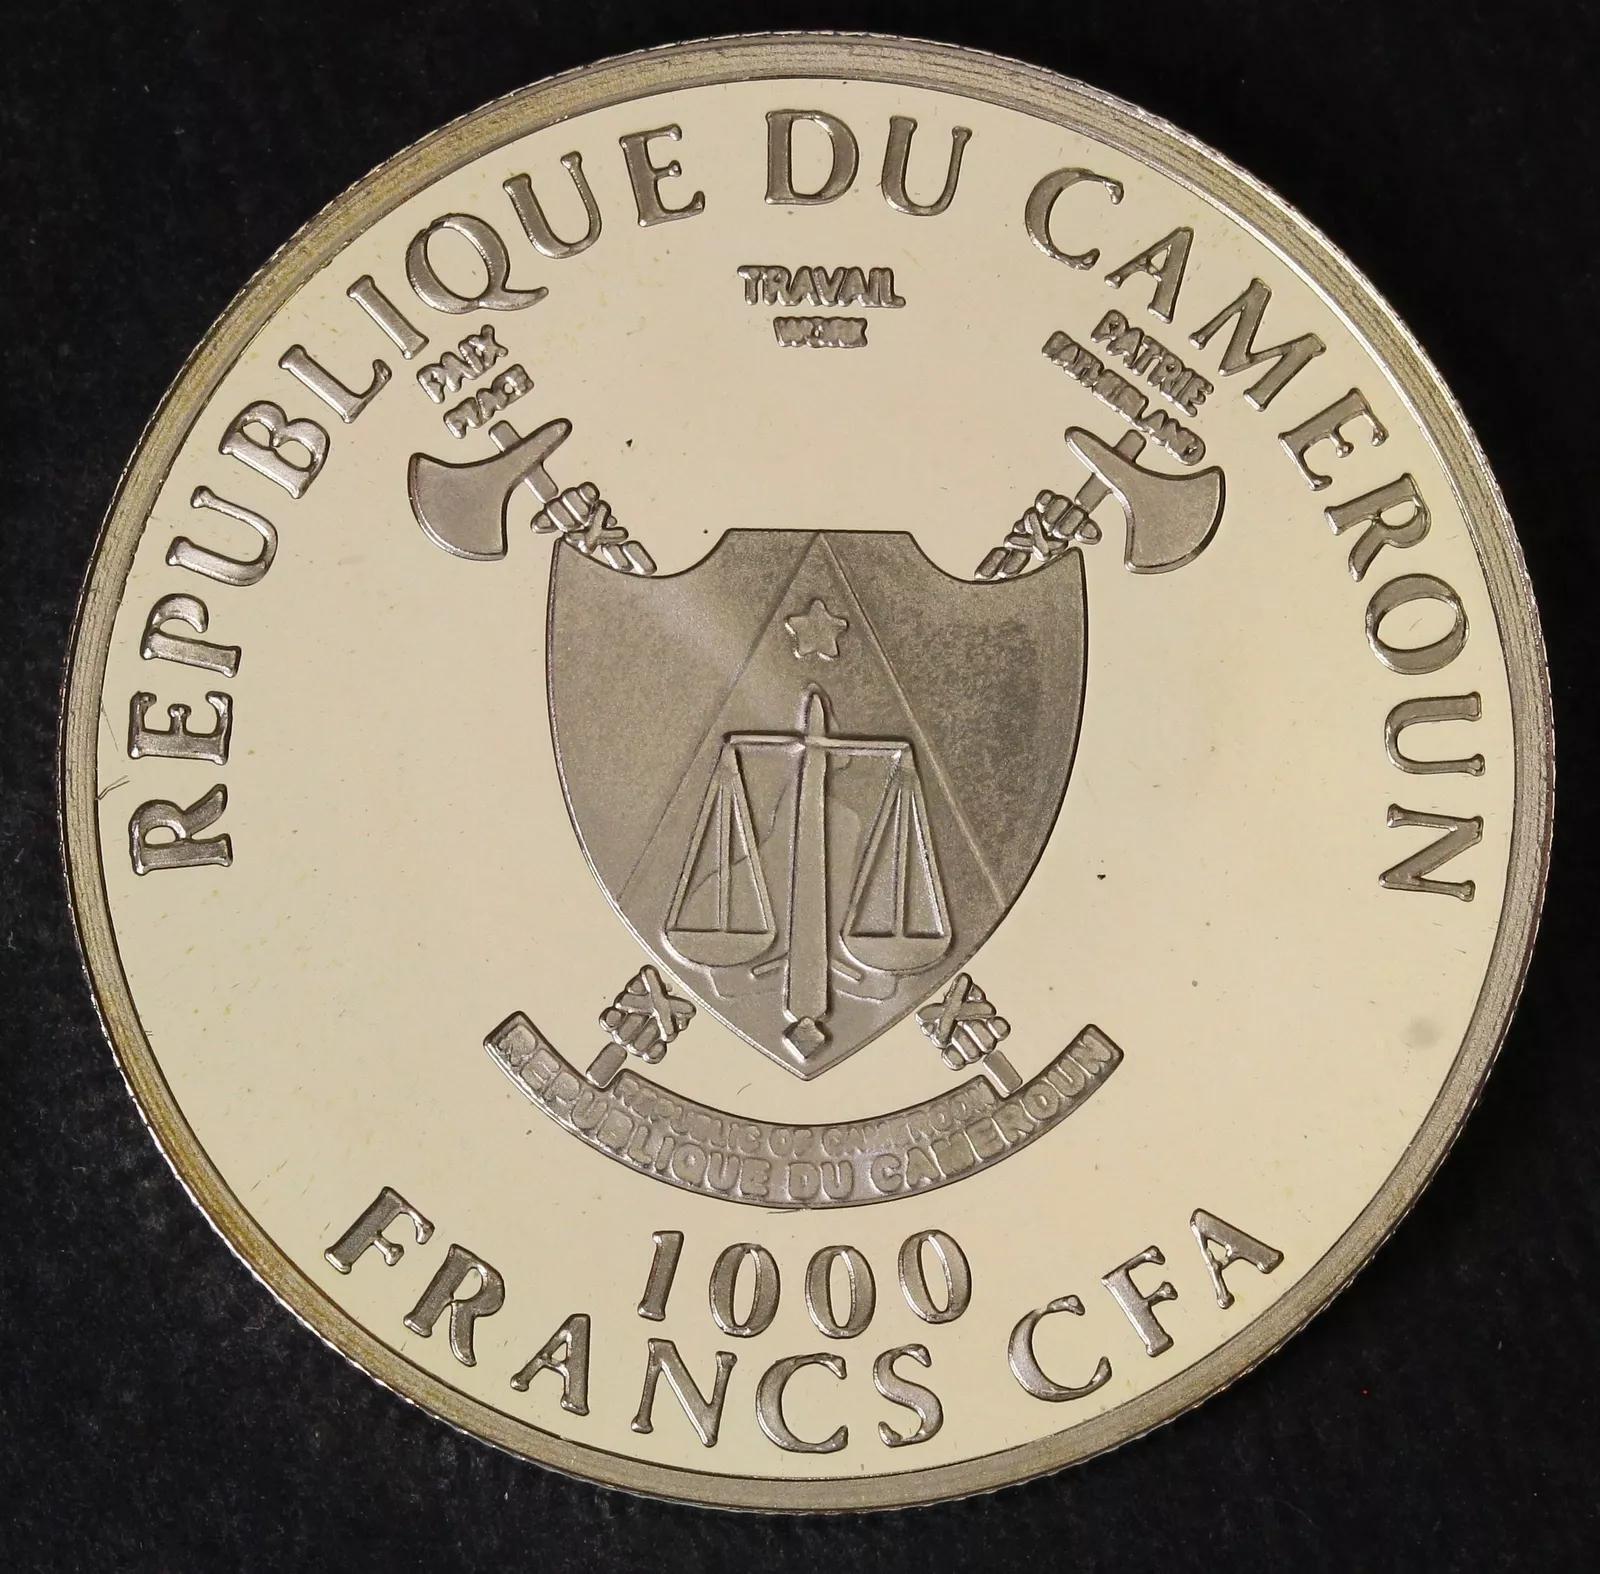 REPUBLIQUE DU CAMEROUN
TRAVAIL
WORK
PAIX
PEACE
PATRIE
FATHERLAND
REPUBLIC OF CAMEROON
REPUBLIQUE DU CAMEROUN
1000
FRANCS CFA